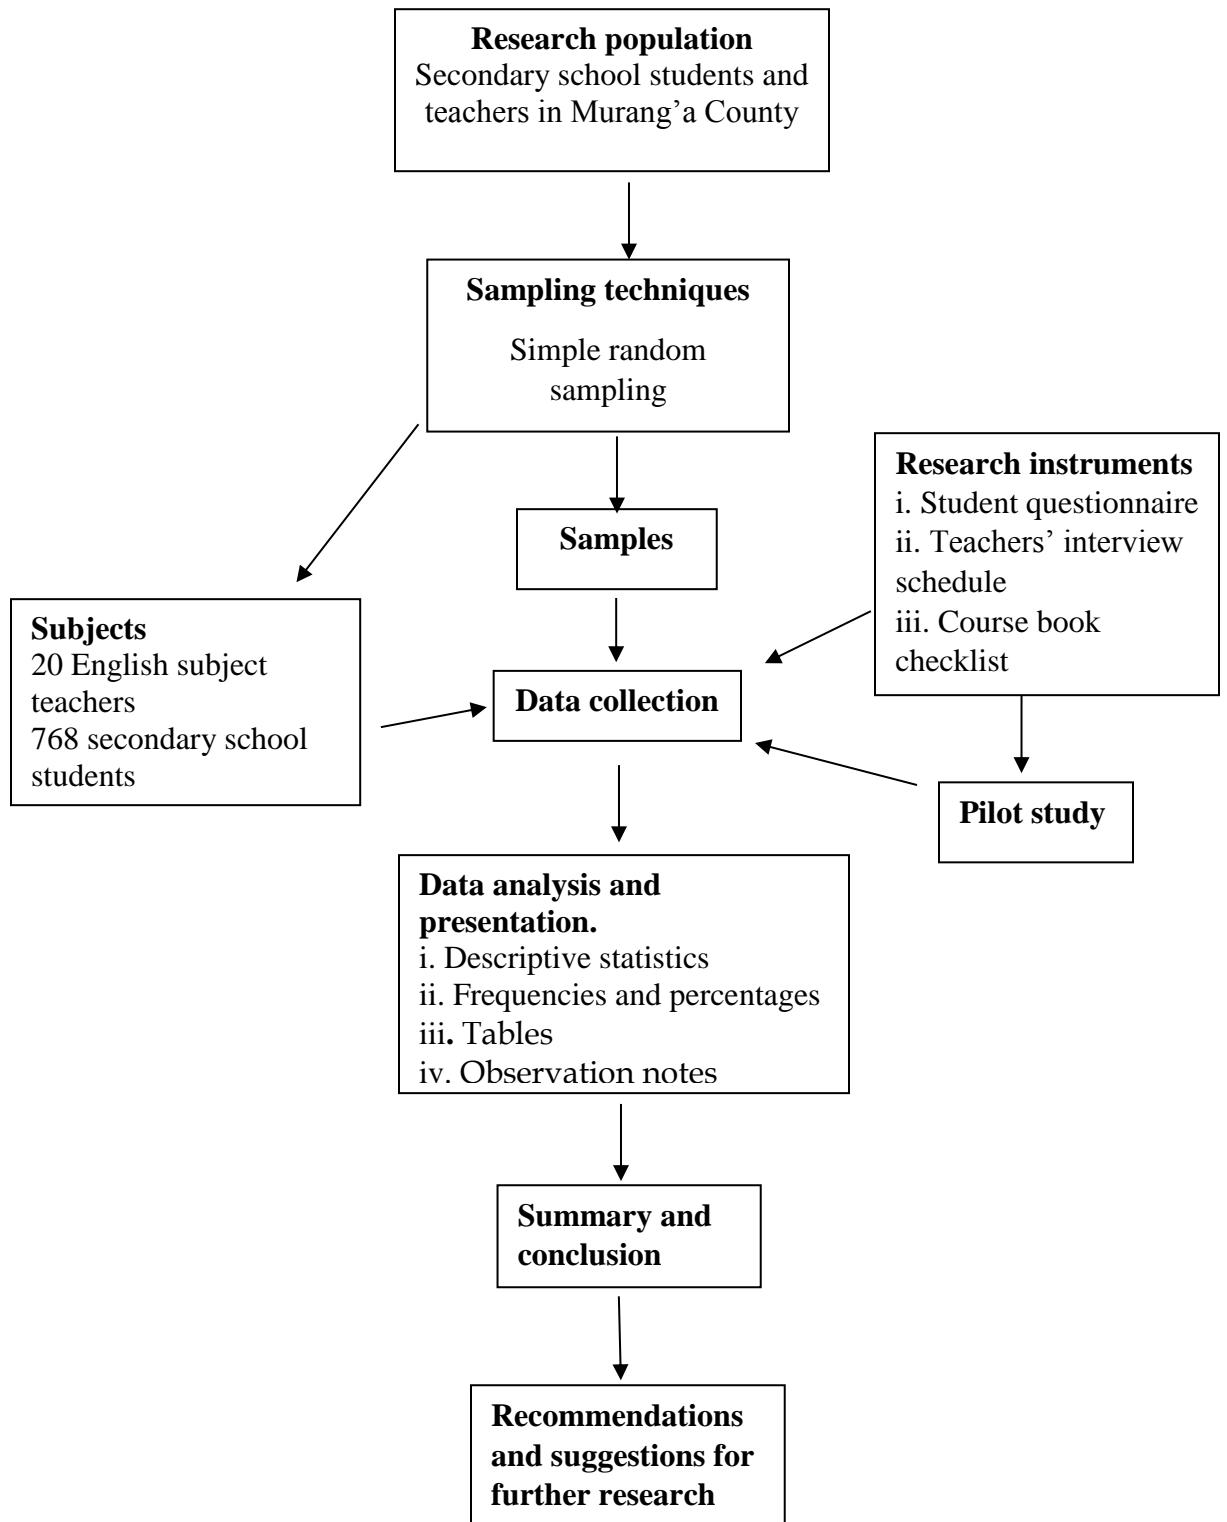 Research population
Secondary school students and
teachers in Murang’a County
Sampling techniques
Simple random
sampling
Samples
Research instruments
i. Student questionnaire
ii. Teachers’ interview
schedule
iii. Course book
checklist
Subjects
20 English subject
teachers
768 secondary school
students
Data collection
Pilot study
Data analysis and
presentation.
i. Descriptive statistics
ii. Frequencies and percentages
iii. Tables
iv. Observation notes
Summary and
conclusion
Recommendations
and suggestions for
further research